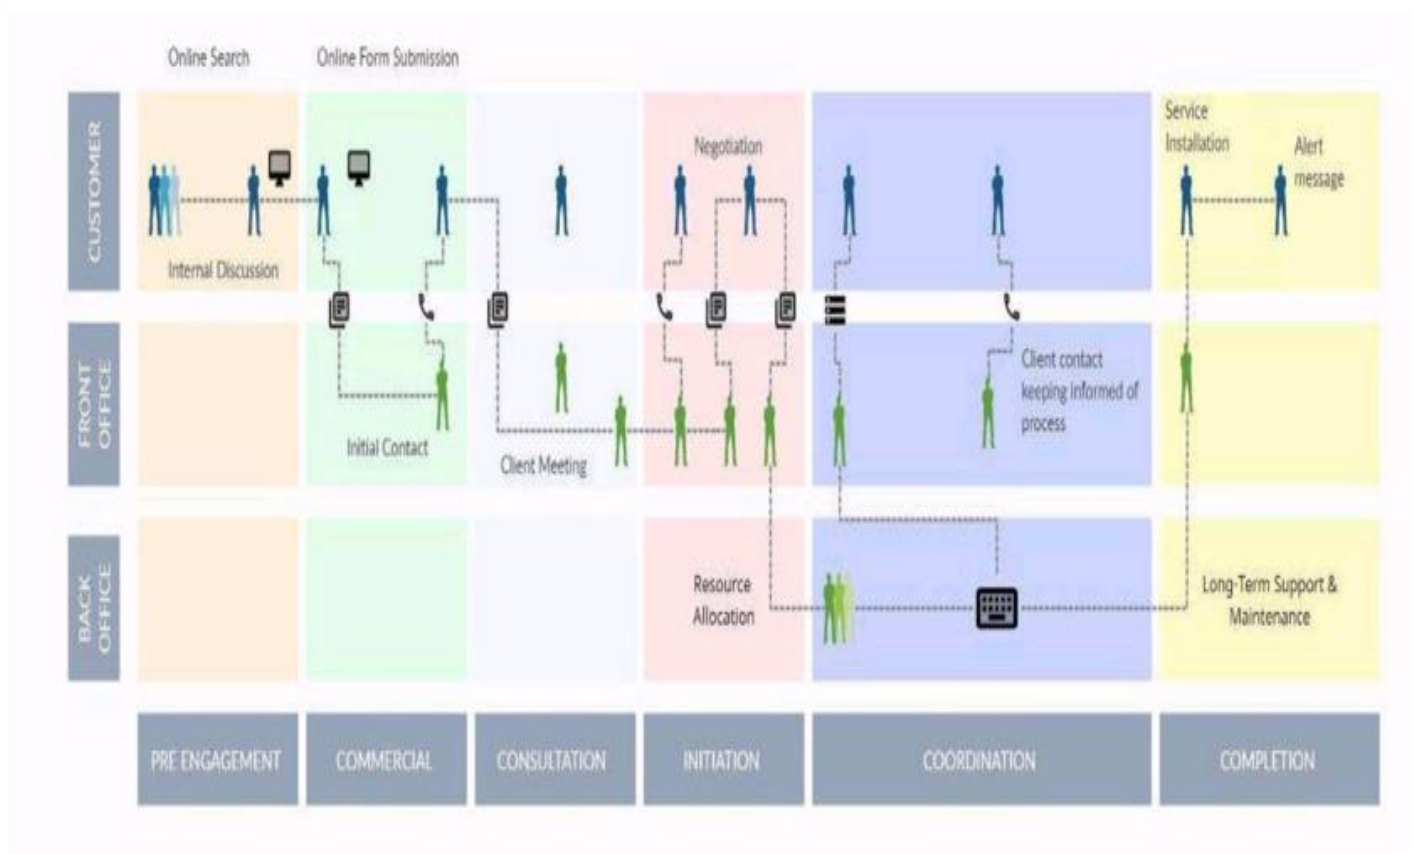 Online Search
Online Form Submission
CUSTOMER
Internal Discussion
Negotiation
Service
Installation
Alert
message
FRONT
OFFICE
Initial Contact
Client Meeting
Client contact
keeping informed of
process
BACK
OFFICE
Resource
Allocation
Long-Term Support &
Maintenance
PRE ENGAGEMENT
COMMERCIAL
CONSULTATION
INITIATION
COORDINATION
COMPLETION